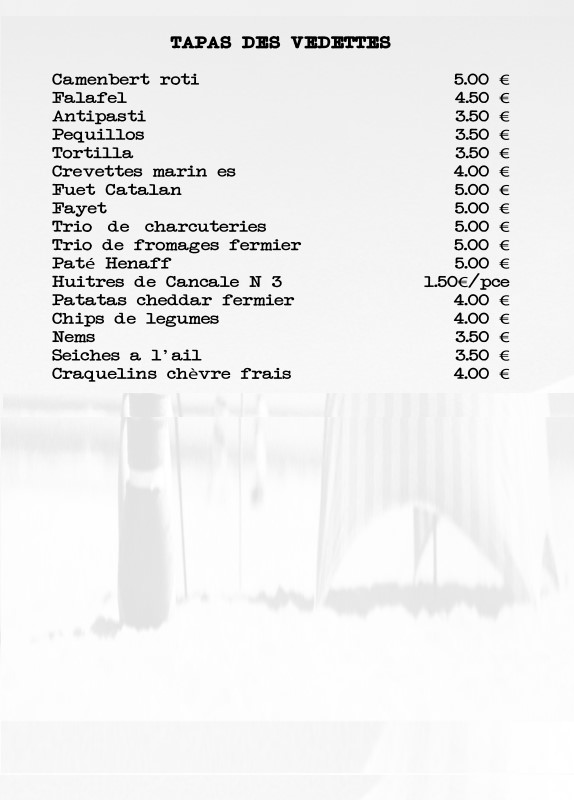 TAPAS DES VEDETTES
Camenbert roti 5.00 €
Falafel 4.50 €
Antipasti 3.50 €
Pequillos 3.50 €
Tortilla 3.50 €
Crevettes marin es 4.00 €
Fuet Catalan 5.00 €
Fayet 5.00 €
Trio de charcuteries 5.00 €
Trio de fromages fermier 5.00 €
Paté Henaff 5.00 €
Huitres de Cancale N 3 1.50€/pce
Patatas cheddar fermier 4.00 €
Chips de legumes 4.00 €
Nems 3.50 €
Seiches a l'ail 3.50 €
Craquelins chèvre frais 4.00 €